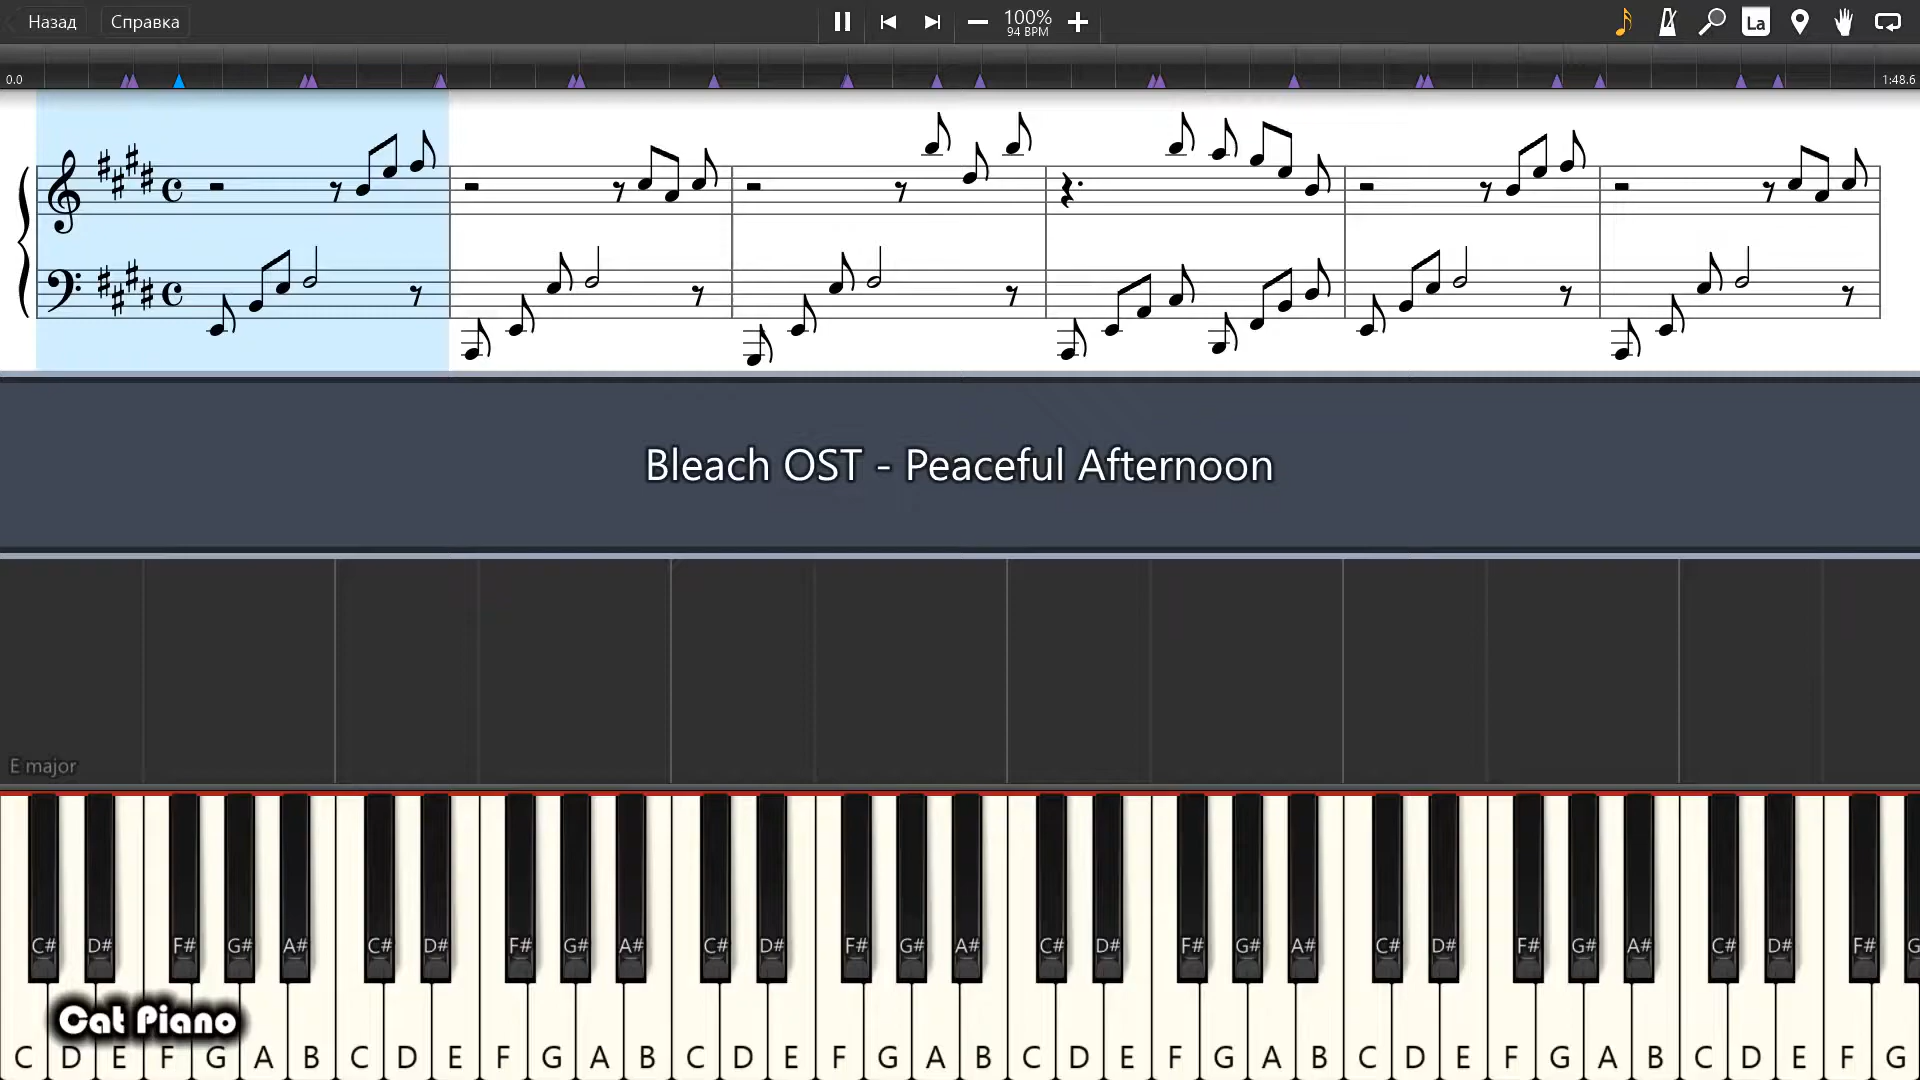 Назад Справка 100% La
94 BPM
0.0 1:48.6
Bleach OST - Peaceful Afternoon
E major
C# D# F# G# A# C# D# F# G# A# C# D# F# G# A# C# D# F# G# A# C# D# F# G# A# C# D# F# G
Cat Piano
C D E F G A B C D E F G A B C D E F G A B C D E F G A B C D E F G A B C D E F G